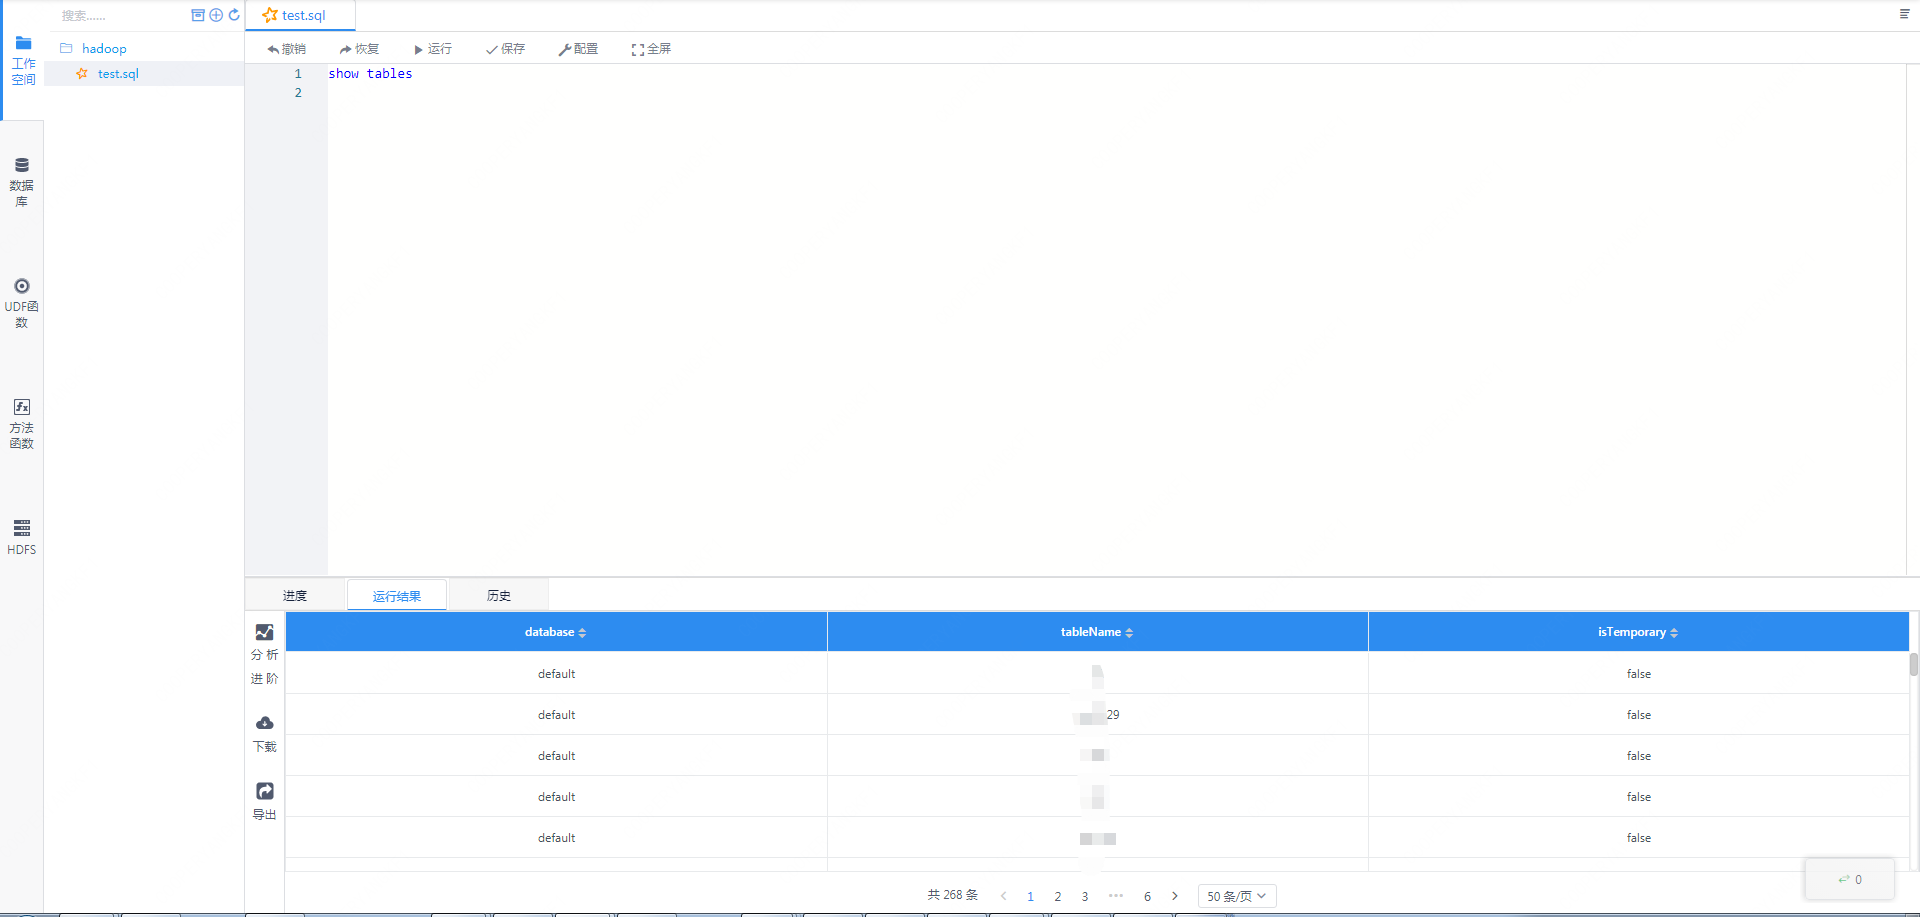 搜索......
test.sql
工作
空间
hadoop
test.sql
撤销 恢复 运行 保存 配置 全屏
1 show tables
2
数据
库
UDF函
数
方法
函数
HDFS
进度 运行结果 历史
分析
进阶
下载
导出
database tableName isTemporary
default false
default 29 false
default false
default false
default false
共 268 条 1 2 3 ••• 6 50 条/页
0